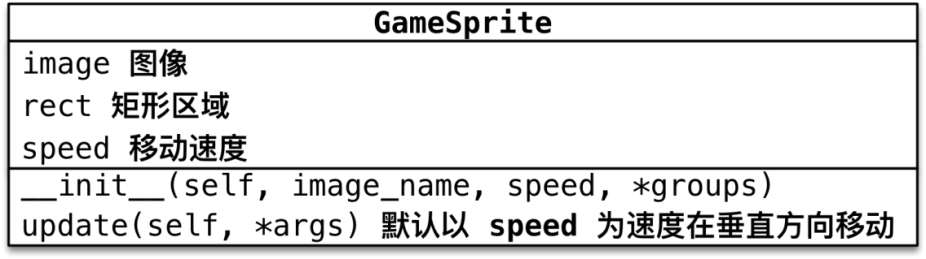 GameSprite
image 图像
rect 矩形区域
speed 移动速度
__init__(self, image_name, speed, *groups)
update(self, *args) 默认以 speed 为速度在垂直方向移动